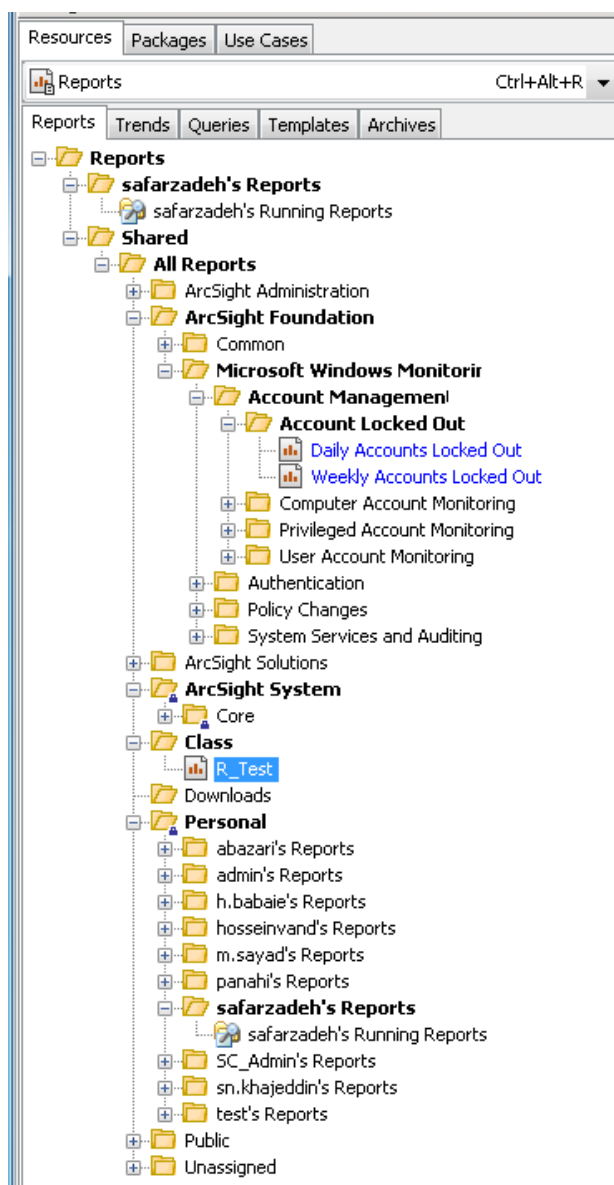 Resources Packages Use Cases
Reports Ctrl+Alt+R
Reports Trends Queries Templates Archives
Reports
safarzadeh's Reports
safarzadeh's Running Reports
Shared
All Reports
ArcSight Administration
ArcSight Foundation
Common
Microsoft Windows Monitorir
Account Management
Account Locked Out
Daily Accounts Locked Out
Weekly Accounts Locked Out
Computer Account Monitoring
Privileged Account Monitoring
User Account Monitoring
Authentication
Policy Changes
System Services and Auditing
ArcSight Solutions
ArcSight System
Core
Class
R_Test
Downloads
Personal
abazari's Reports
admin's Reports
h.babaie's Reports
hosseinvand's Reports
m.sayad's Reports
panahi's Reports
safarzadeh's Reports
safarzadeh's Running Reports
SC_Admin's Reports
sn.khajeddin's Reports
test's Reports
Public
Unassigned